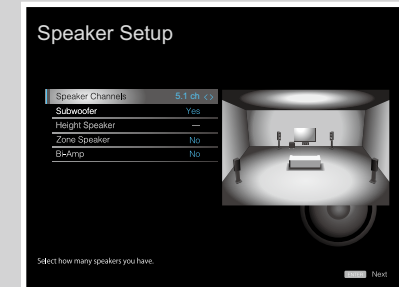 Speaker Setup
Speaker Channels 5.1 ch < >
Subwoofer Yes
Height Speaker ---
Zone Speaker No
Bi-Amp No
Select how many speakers you have.
ENTER Next